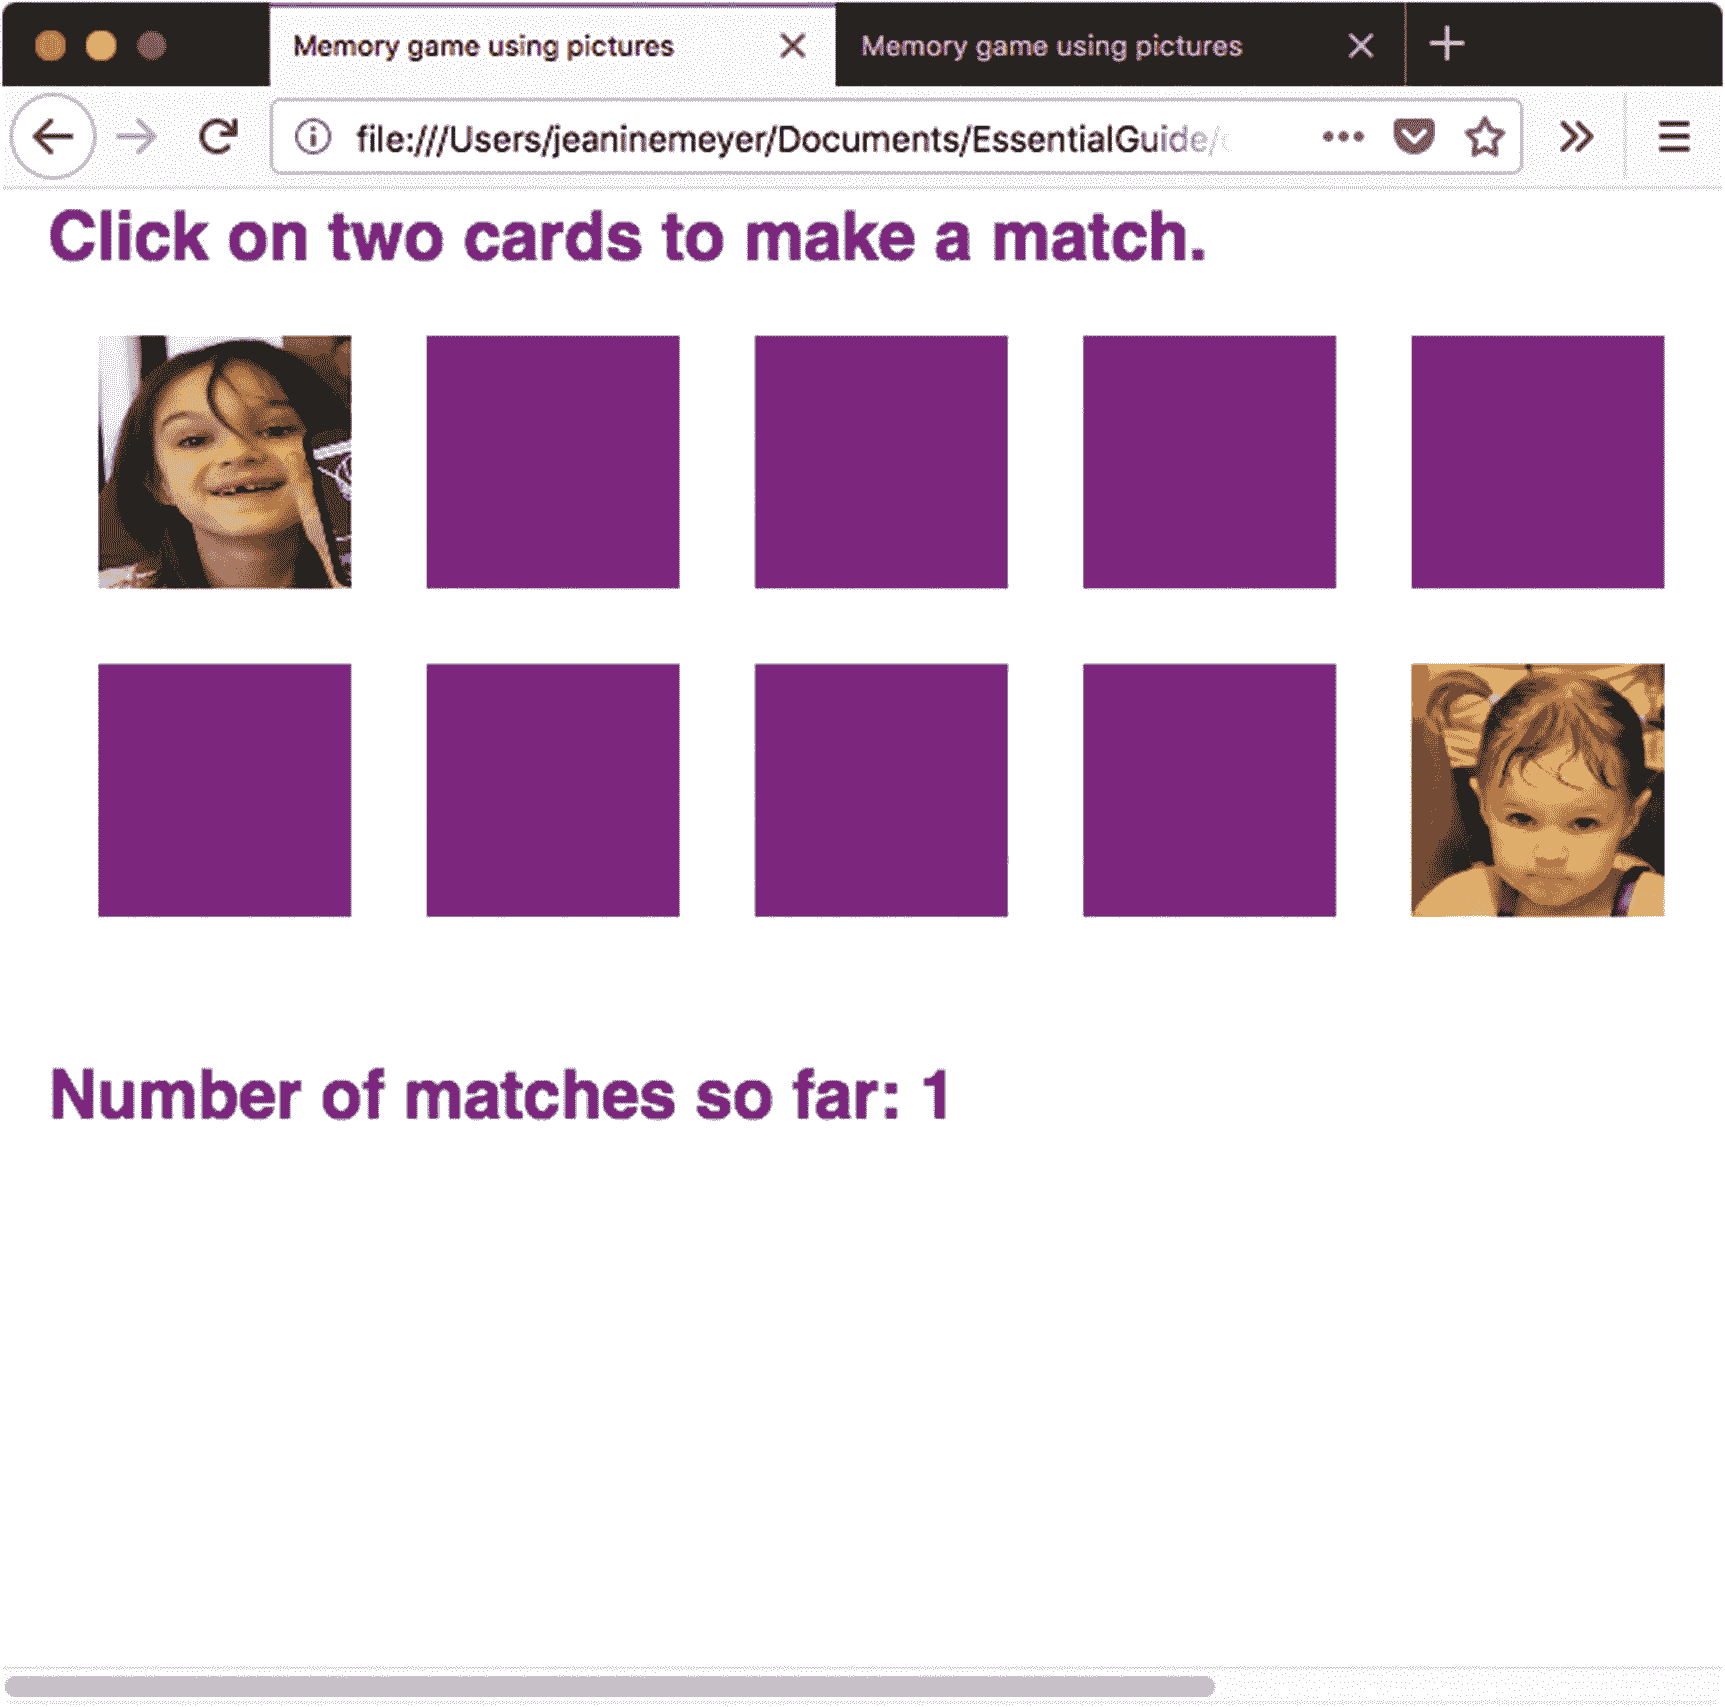 Memory game using pictures
Memory game using pictures
file:///Users/jeaninemeyer/Documents/EssentialGuide/
Click on two cards to make a match.
Number of matches so far: 1